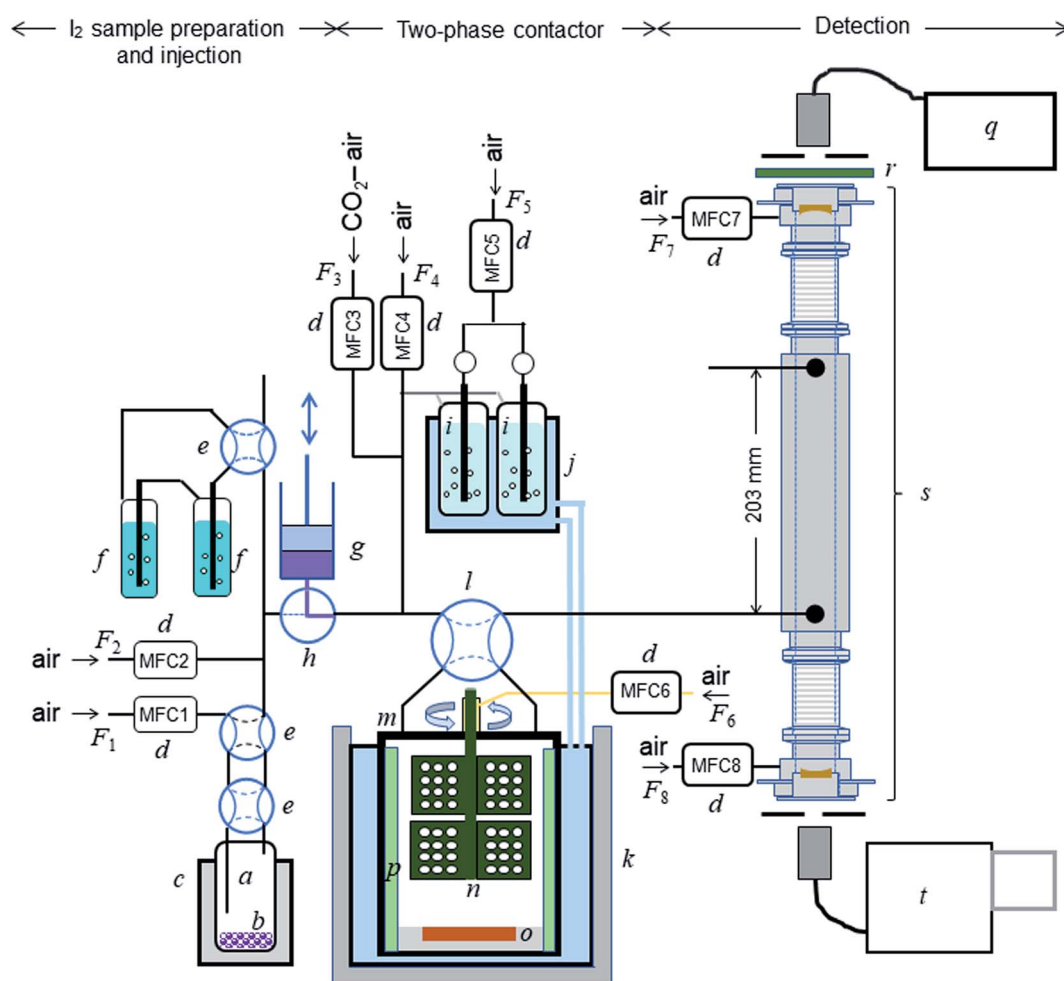 I₂ sample preparation
and injection
Two-phase contactor
Detection
q
r
air
F₅
CO₂–air
air
MFC5
d
air
MFC7
F₇
d
F₃
F₄
d
MFC3
MFC4
d
i
i
j
203 mm
s
e
f
f
g
l
h
d
F₂
air
MFC2
air
MFC1
F₁
d
e
d
MFC6
air
F₆
m
air
MFC8
F₈
d
e
c
a
b
p
n
k
o
t